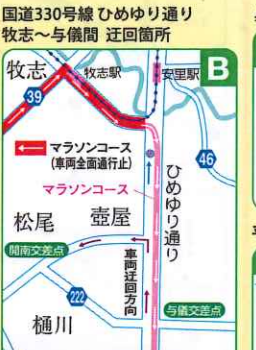 国道330号線 ひめゆり通り
牧志〜与儀間 迂回箇所
B
牧志
牧志駅
安里駅
39
マラソンコース
(車両全面通行止)
46
マラソンコース
ひめゆり通り
松尾
壺屋
開南交差点
車両迂回方向
222
与儀交差点
樋川